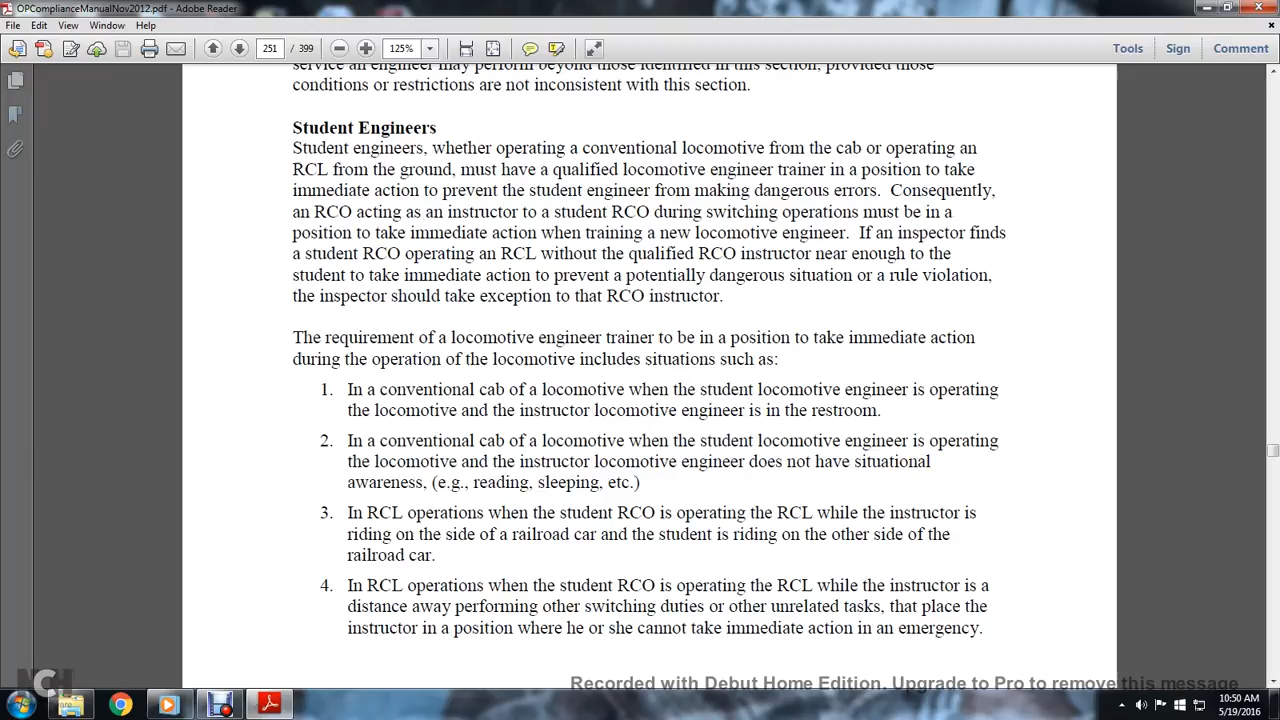 OPComplianceManualNov2012.pdf - Adobe Reader
File Edit View Window Help
251 / 399 125% Tools Sign Comment
service an engineer may perform beyond those identified in this section, provided those
conditions or restrictions are not inconsistent with this section.
Student Engineers
Student engineers, whether operating a conventional locomotive from the cab or operating an
RCL from the ground, must have a qualified locomotive engineer trainer in a position to take
immediate action to prevent the student engineer from making dangerous errors.  Consequently,
an RCO acting as an instructor to a student RCO during switching operations must be in a
position to take immediate action when training a new locomotive engineer.  If an inspector finds
a student RCO operating an RCL without the qualified RCO instructor near enough to the
student to take immediate action to prevent a potentially dangerous situation or a rule violation,
the inspector should take exception to that RCO instructor.
The requirement of a locomotive engineer trainer to be in a position to take immediate action
during the operation of the locomotive includes situations such as:
1. In a conventional cab of a locomotive when the student locomotive engineer is operating
the locomotive and the instructor locomotive engineer is in the restroom.
2. In a conventional cab of a locomotive when the student locomotive engineer is operating
the locomotive and the instructor locomotive engineer does not have situational
awareness, (e.g., reading, sleeping, etc.)
3. In RCL operations when the student RCO is operating the RCL while the instructor is
riding on the side of a railroad car and the student is riding on the other side of the
railroad car.
4. In RCL operations when the student RCO is operating the RCL while the instructor is a
distance away performing other switching duties or other unrelated tasks, that place the
instructor in a position where he or she cannot take immediate action in an emergency.
NCH
Recorded with Debut Home Edition. Upgrade to Pro to remove this message
10:50 AM
5/19/2016